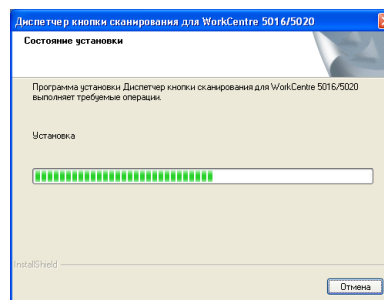 Диспетчер кнопки сканирования для WorkCentre 5016/5020
Состояние установки
Программа установки Диспетчер кнопки сканирования для WorkCentre 5016/5020
выполняет требуемые операции.
Установка
InstallShield
Отмена